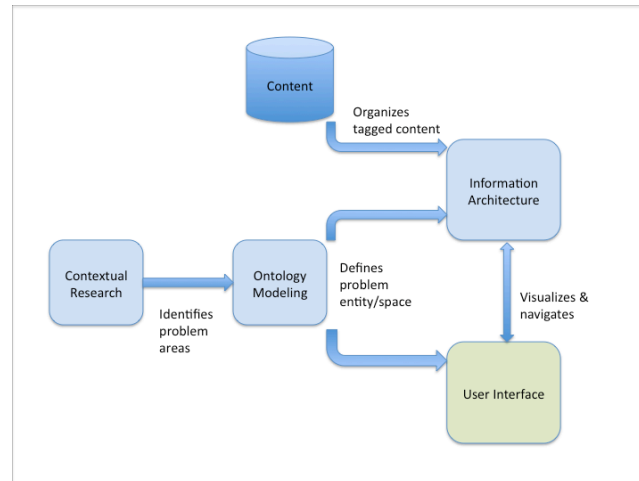 Content
Organizes
tagged content
Information
Architecture
Contextual
Research
Ontology
Modeling
Defines
problem
entity/space
Identifies
problem
areas
Visualizes &
navigates
User Interface